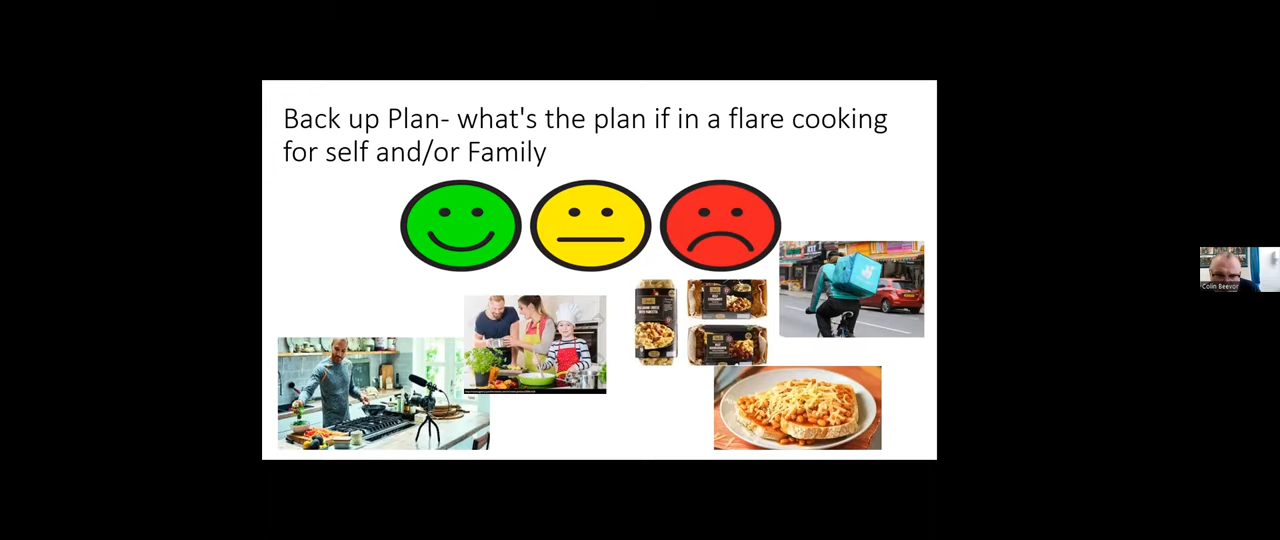 Back up Plan- what's the plan if in a flare cooking
for self and/or Family
Colin Beevor